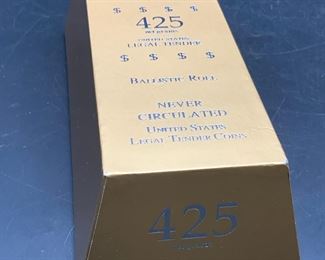 $ $ $ $
425
UNITED STATES
LEGAL TENDER
$ $ $ $
BALLISTIC ROLL
NEVER
CIRCULATED
UNITED STATES
LEGAL TENDER COINS
425